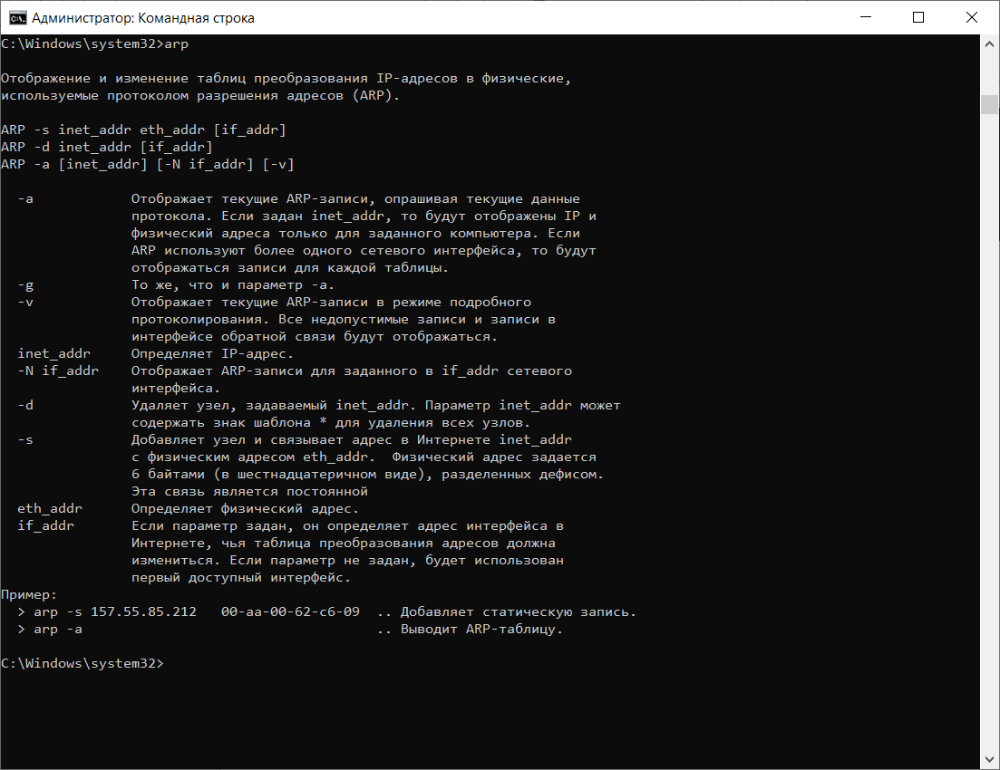 Администратор: Командная строка
C:\Windows\system32>arp
Отображение и изменение таблиц преобразования IP-адресов в физические,
используемые протоколом разрешения адресов (ARP).
ARP -s inet_addr eth_addr [if_addr]
ARP -d inet_addr [if_addr]
ARP -a [inet_addr] [-N if_addr] [-v]
-a Отображает текущие ARP-записи, опрашивая текущие данные
протокола. Если задан inet_addr, то будут отображены IP и
физический адреса только для заданного компьютера. Если
ARP используют более одного сетевого интерфейса, то будут
отображаться записи для каждой таблицы.
-g То же, что и параметр -a.
-v Отображает текущие ARP-записи в режиме подробного
протоколирования. Все недопустимые записи и записи в
интерфейсе обратной связи будут отображаться.
inet_addr Определяет IP-адрес.
-N if_addr Отображает ARP-записи для заданного в if_addr сетевого
интерфейса.
-d Удаляет узел, задаваемый inet_addr. Параметр inet_addr может
содержать знак шаблона * для удаления всех узлов.
-s Добавляет узел и связывает адрес в Интернете inet_addr
с физическим адресом eth_addr.  Физический адрес задается
6 байтами (в шестнадцатеричном виде), разделенных дефисом.
Эта связь является постоянной
eth_addr Определяет физический адрес.
if_addr Если параметр задан, он определяет адрес интерфейса в
Интернете, чья таблица преобразования адресов должна
измениться. Если параметр не задан, будет использован
первый доступный интерфейс.
Пример:
> arp -s 157.55.85.212   00-aa-00-62-c6-09  .. Добавляет статическую запись.
> arp -a                                    .. Выводит ARP-таблицу.
C:\Windows\system32>